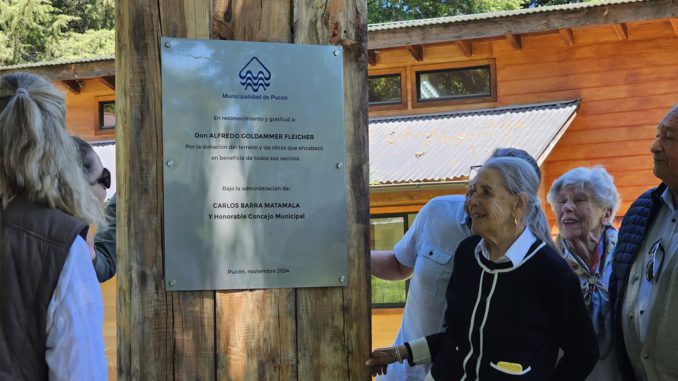 Municipalidad de Pucón
En reconocimiento y gratitud a:
Don ALFREDO GOLDAMMER FLEICHER
Por la donación del terreno y las obras que encabezó
en beneficio de todos sus vecinos
Bajo la administración de:
CARLOS BARRA MATAMALA
Y Honorable Concejo Municipal
Pucón, noviembre 2024